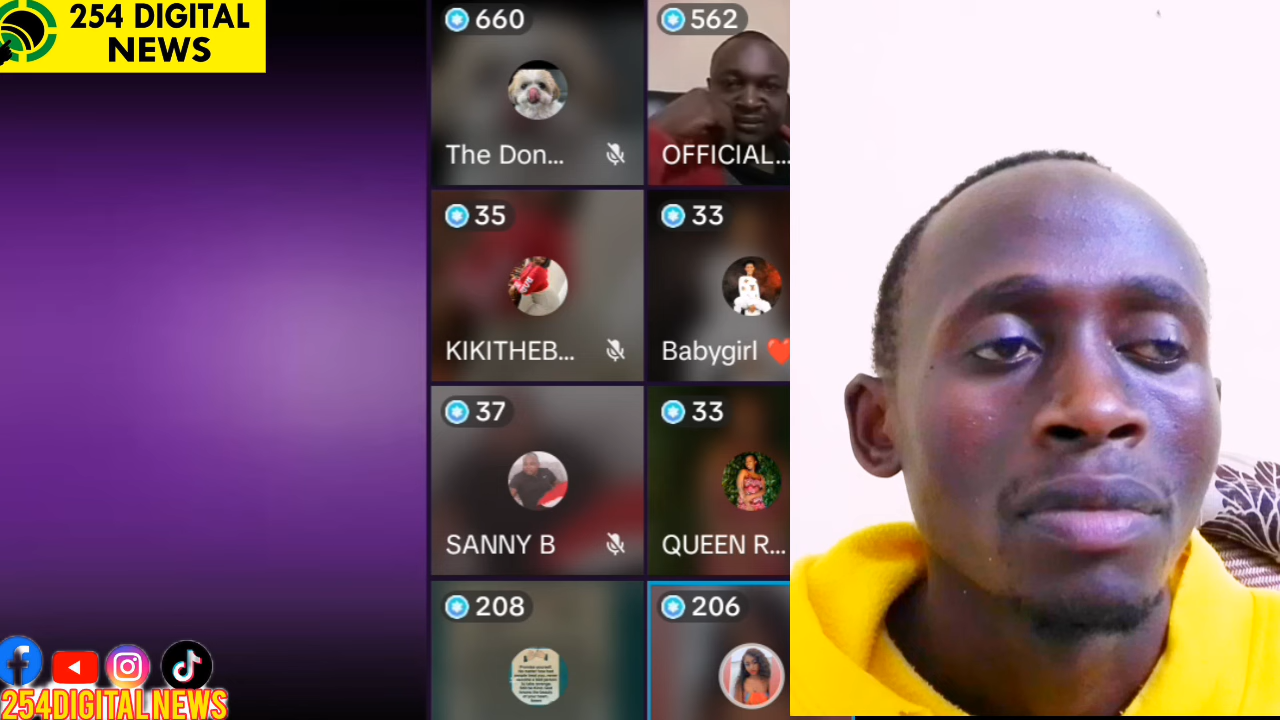 254 DIGITAL
NEWS
660
562
The Don...
OFFICIAL...
35
33
KIKITHEB...
Babygirl ❤️
37
33
SANNY B
QUEEN R...
208
206
254DIGITALNEWS